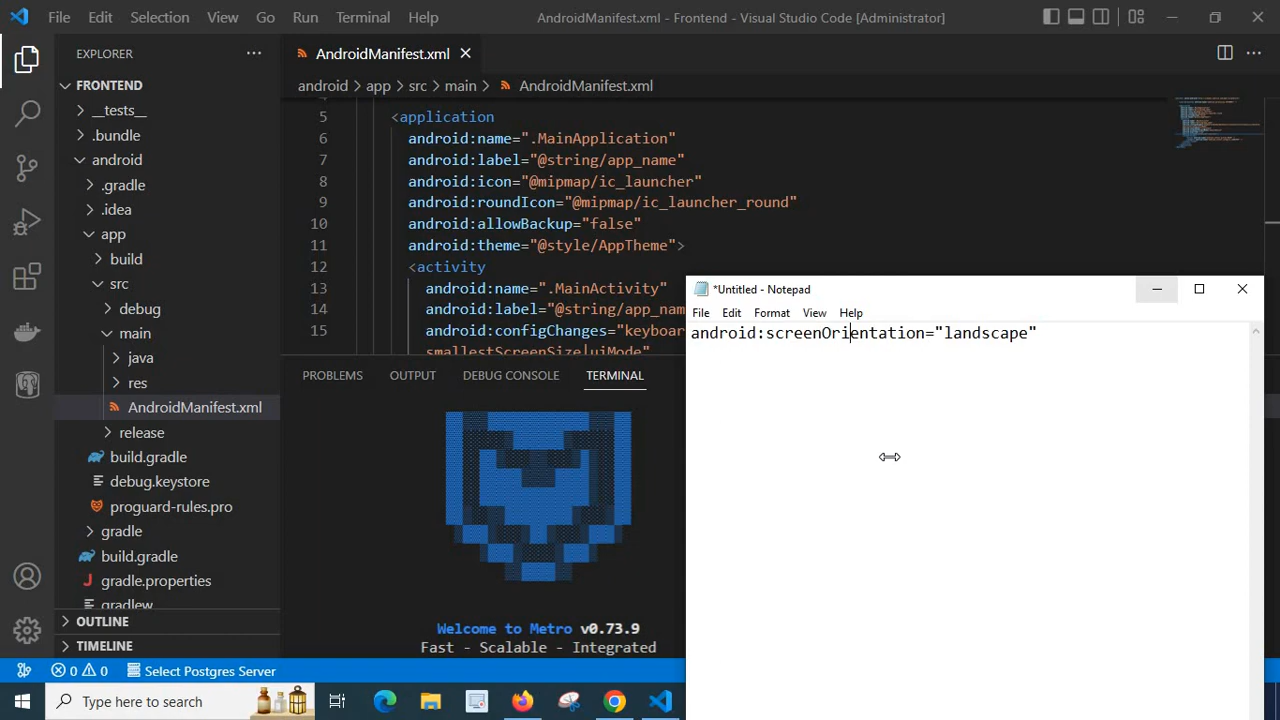 File Edit Selection View Go Run Terminal Help AndroidManifest.xml - Frontend - Visual Studio Code [Administrator]
EXPLORER
FRONTEND
__tests__
.bundle
android
.gradle
.idea
app
build
src
debug
main
java
res
AndroidManifest.xml
release
build.gradle
debug.keystore
proguard-rules.pro
gradle
build.gradle
gradle.properties
gradlew
OUTLINE
TIMELINE
AndroidManifest.xml
android > app > src > main > AndroidManifest.xml
5 <application
6 android:name=".MainApplication"
7 android:label="@string/app_name"
8 android:icon="@mipmap/ic_launcher"
9 android:roundIcon="@mipmap/ic_launcher_round"
10 android:allowBackup="false"
11 android:theme="@style/AppTheme">
12 <activity
13 android:name=".MainActivity"
14 android:label="@string/app_name
15 android:configChanges="keyboar
smallestScreenSize|uiMode"
PROBLEMS OUTPUT DEBUG CONSOLE TERMINAL
Welcome to Metro v0.73.9
Fast - Scalable - Integrated
*Untitled - Notepad
File Edit Format View Help
android:screenOrientation="landscape"
0 0 Select Postgres Server
Type here to search